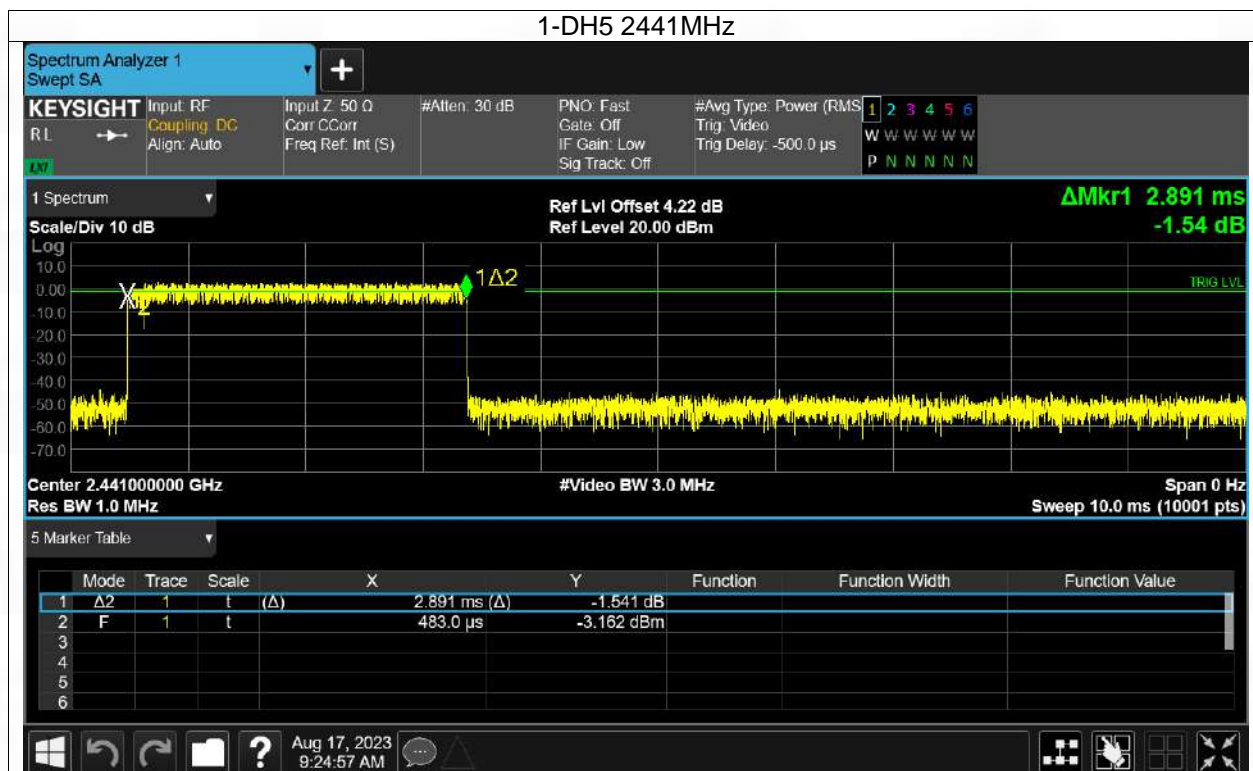 1-DH5 2441MHz
Spectrum Analyzer 1
Swept SA
+
KEYSIGHT Input: RF Input Z: 50 Ω #Atten: 30 dB PNO: Fast #Avg Type: Power (RMS 1 2 3 4 5 6
RL Coupling: DC Corr CCorr Gate: Off Trig: Video W W W W W W
Align: Auto Freq Ref: Int (S) IF Gain: Low Trig Delay: -500.0 µs
LXI Sig Track: Off P N N N N N
1 Spectrum Ref Lvl Offset 4.22 dB ΔMkr1 2.891 ms
Scale/Div 10 dB Ref Level 20.00 dBm -1.54 dB
Log
10.0 1Δ2
0.00 TRIG LVL
-10.0 2
-20.0
-30.0
-40.0
-50.0
-60.0
-70.0
Center 2.441000000 GHz #Video BW 3.0 MHz Span 0 Hz
Res BW 1.0 MHz Sweep 10.0 ms (10001 pts)
5 Marker Table
Mode Trace Scale X Y Function Function Width Function Value
1 Δ2 1 t (Δ) 2.891 ms (Δ) -1.541 dB
2 F 1 t 483.0 µs -3.162 dBm
3
4
5
6
? Aug 17, 2023
9:24:57 AM